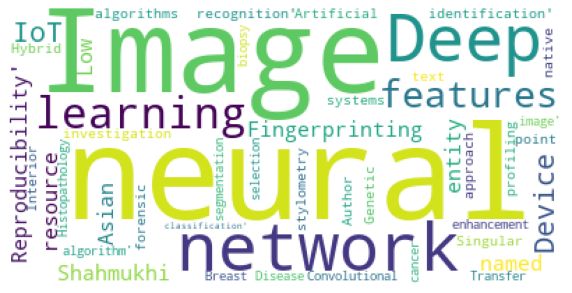 algorithms recognition 'Artificial identification'
IoT Image Deep
Hybrid Low biopsy native
text
learning systems features
Reproducibility' investigation Fingerprinting image'
neural
Interior resource Histopathology Asian forensic segmentation selection stylometry Author Genetic entity approach profiling point Device
classification' enhancement
algorithm' network Singular named
Shahmukhi Breast Disease Convolutional cancer Transfer